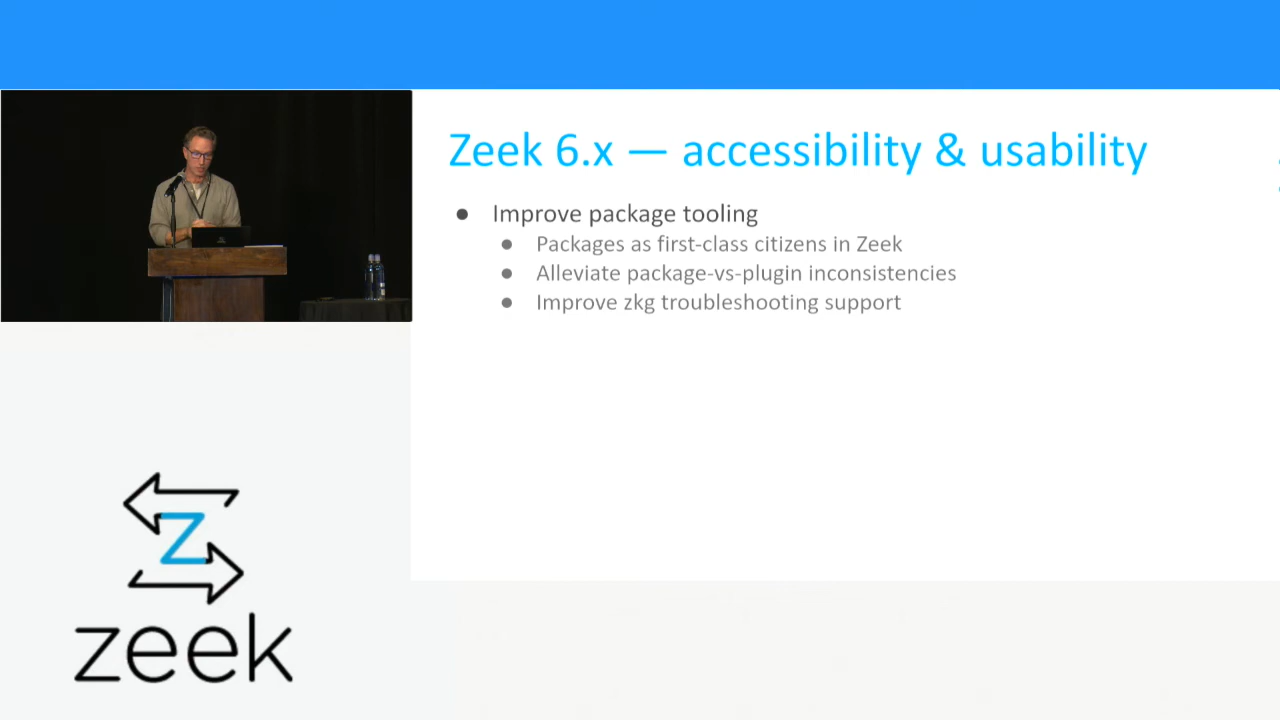 Zeek 6.x — accessibility & usability
● Improve package tooling
● Packages as first-class citizens in Zeek
● Alleviate package-vs-plugin inconsistencies
● Improve zkg troubleshooting support
Z
zeek